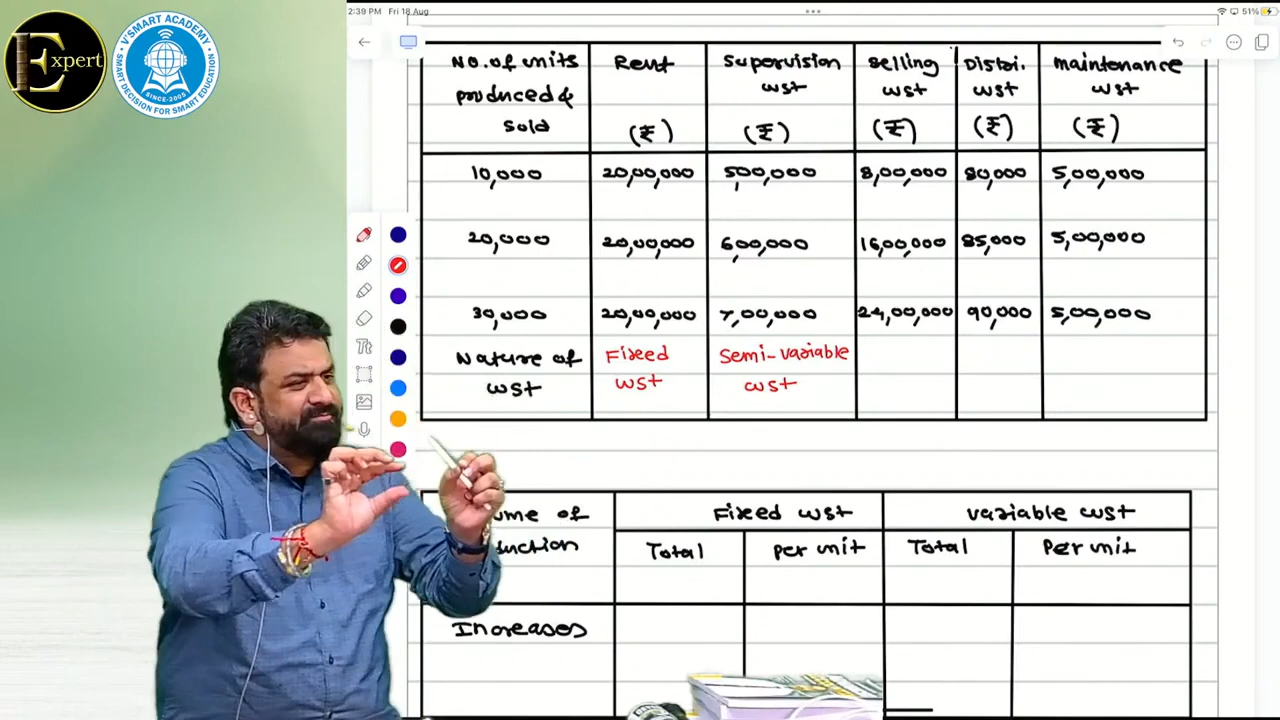 2:39 PM Fri 18 Aug
51%
Expert
V'SMART ACADEMY
SINCE-2005
SMART DECISION FOR SMART EDUCATION
No. of units produced & sold
Rent (₹)
Supervision cost (₹)
Selling cost (₹)
Distri. cost (₹)
maintenance cost (₹)
10,000 20,00,000 500,000 8,00,000 80,000 5,00,000
20,000 20,00,000 6,00,000 16,00,000 85,000 5,00,000
30,000 20,00,000 7,00,000 24,00,000 90,000 5,00,000
Nature of cost
Fixed cost
Semi-variable cost
ume of
duction
Fixed cost
variable cost
Total
per unit
Total
Per unit
Increases